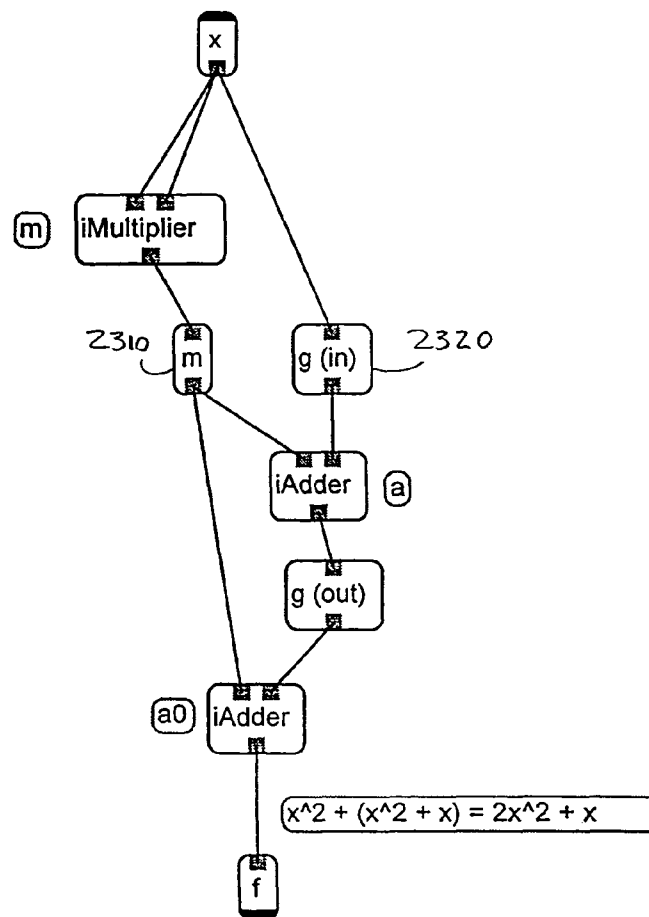 x
m
iMultiplier
2310
m
g (in)
2320
iAdder
a
g (out)
a0
iAdder
x^2 + (x^2 + x) = 2x^2 + x
f